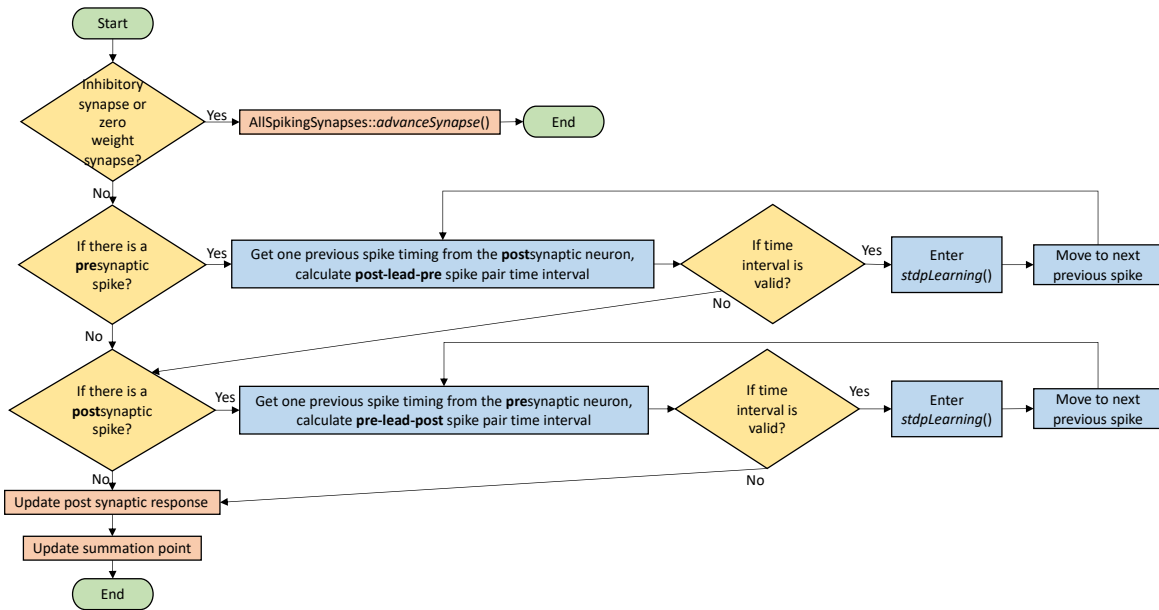 Start
Inhibitory
synapse or
zero
weight
synapse?
Yes
AllSpikingSynapses::advanceSynapse()
End
No
If there is a
presynaptic
spike?
Yes
Get one previous spike timing from the postsynaptic neuron,
calculate post-lead-pre spike pair time interval
If time
interval is
valid?
Yes
Enter
stdpLearning()
Move to next
previous spike
No
No
If there is a
postsynaptic
spike?
Yes
Get one previous spike timing from the presynaptic neuron,
calculate pre-lead-post spike pair time interval
If time
interval is
valid?
Yes
Enter
stdpLearning()
Move to next
previous spike
No
No
Update post synaptic response
Update summation point
End